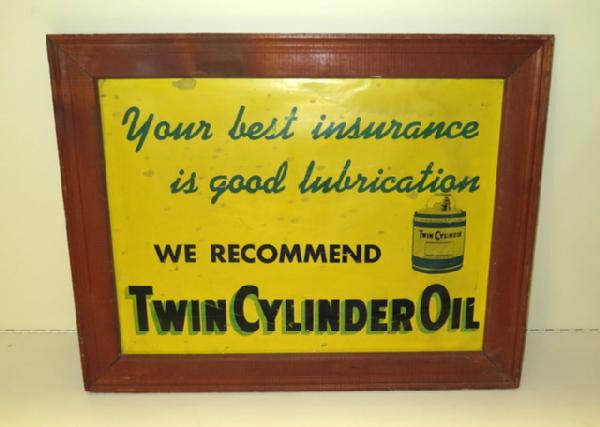 Your best insurance
is good lubrication
WE RECOMMEND
TWIN CYLINDER
TWIN CYLINDER OIL